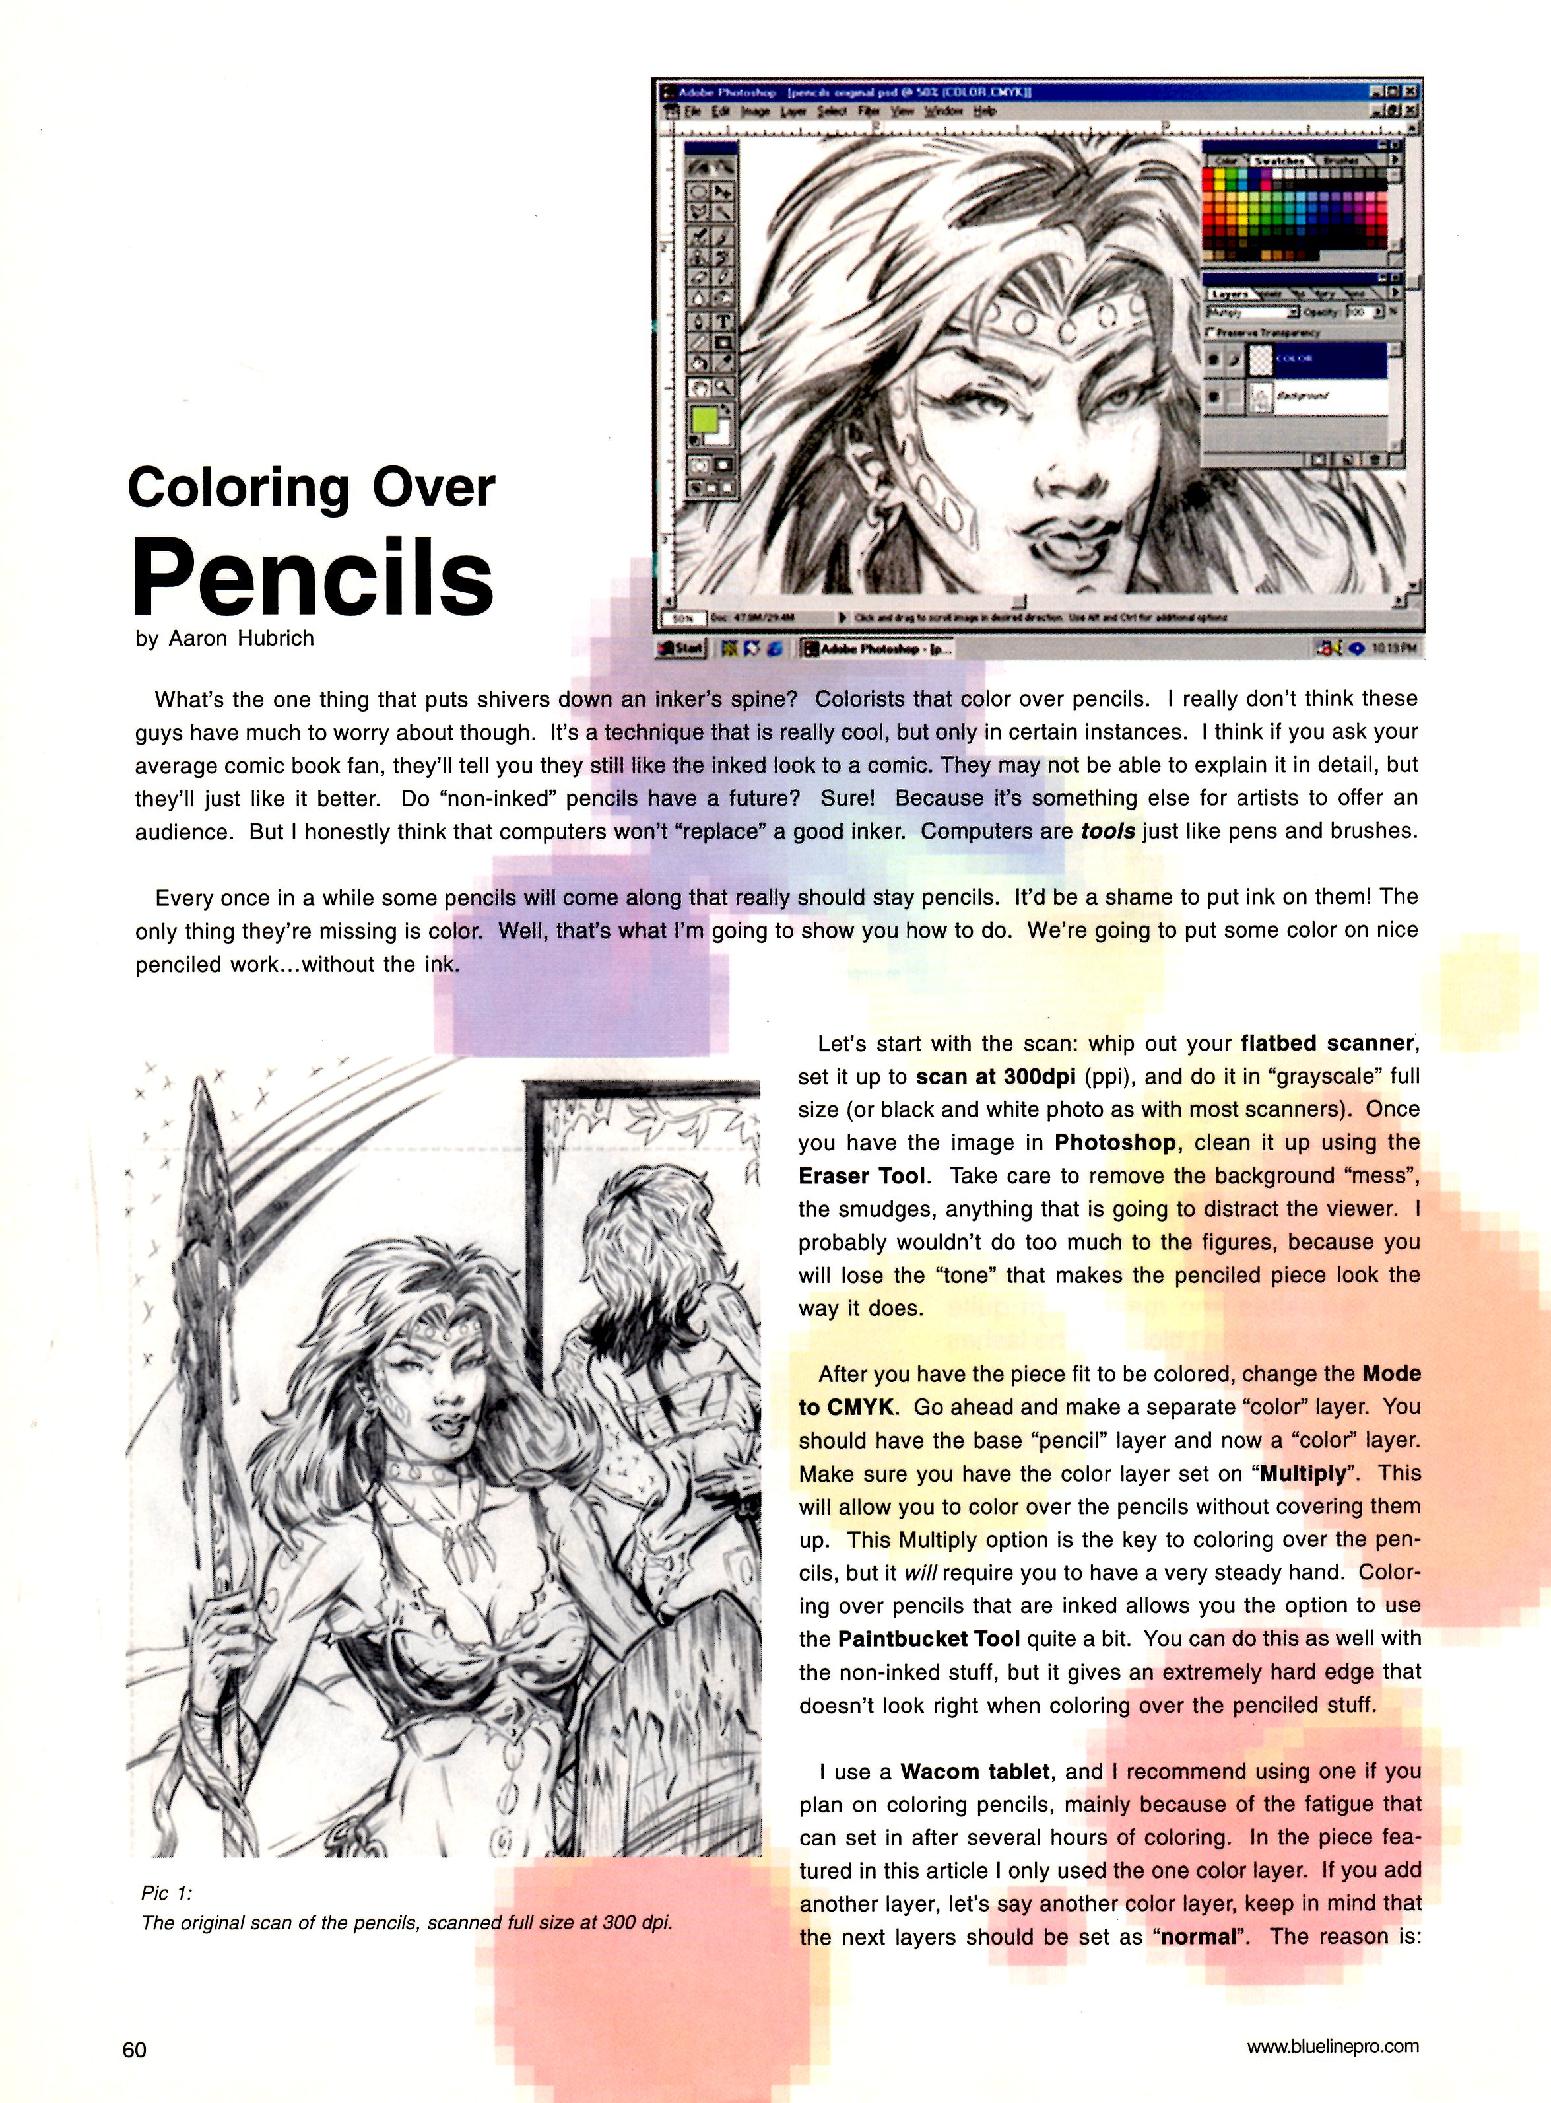 Adobe Photoshop - [pencils original.psd @ 50% (COLOR,CMYK)]
File Edit Image Layer Select Filter View Window Help
Color Swatches Brushes
Layers
Multiply Opacity: 100 %
Preserve Transparency
COLOR
Background
50% Doc: 47.9M/29.4M Click and drag to scroll image in desired direction. Use Alt and Ctrl for additional options
Start Adobe Photoshop - [p... 10:13 PM
Coloring Over
Pencils
by Aaron Hubrich
What's the one thing that puts shivers down an inker's spine? Colorists that color over pencils. I really don't think these
guys have much to worry about though. It's a technique that is really cool, but only in certain instances. I think if you ask your
average comic book fan, they'll tell you they still like the inked look to a comic. They may not be able to explain it in detail, but
they'll just like it better. Do “non-inked” pencils have a future? Sure! Because it's something else for artists to offer an
audience. But I honestly think that computers won't “replace” a good inker. Computers are tools just like pens and brushes.
Every once in a while some pencils will come along that really should stay pencils. It'd be a shame to put ink on them! The
only thing they're missing is color. Well, that's what I'm going to show you how to do. We're going to put some color on nice
penciled work...without the ink.
Let's start with the scan: whip out your flatbed scanner,
set it up to scan at 300dpi (ppi), and do it in “grayscale” full
size (or black and white photo as with most scanners). Once
you have the image in Photoshop, clean it up using the
Eraser Tool. Take care to remove the background “mess”,
the smudges, anything that is going to distract the viewer. I
probably wouldn't do too much to the figures, because you
will lose the “tone” that makes the penciled piece look the
way it does.
After you have the piece fit to be colored, change the Mode
to CMYK. Go ahead and make a separate “color” layer. You
should have the base “pencil” layer and now a “color” layer.
Make sure you have the color layer set on “Multiply”. This
will allow you to color over the pencils without covering them
up. This Multiply option is the key to coloring over the pen-
cils, but it will require you to have a very steady hand. Color-
ing over pencils that are inked allows you the option to use
the Paintbucket Tool quite a bit. You can do this as well with
the non-inked stuff, but it gives an extremely hard edge that
doesn't look right when coloring over the penciled stuff.
I use a Wacom tablet, and I recommend using one if you
plan on coloring pencils, mainly because of the fatigue that
can set in after several hours of coloring. In the piece fea-
tured in this article I only used the one color layer. If you add
another layer, let's say another color layer, keep in mind that
the next layers should be set as “normal”. The reason is:
Pic 1:
The original scan of the pencils, scanned full size at 300 dpi.
60
www.bluelinepro.com